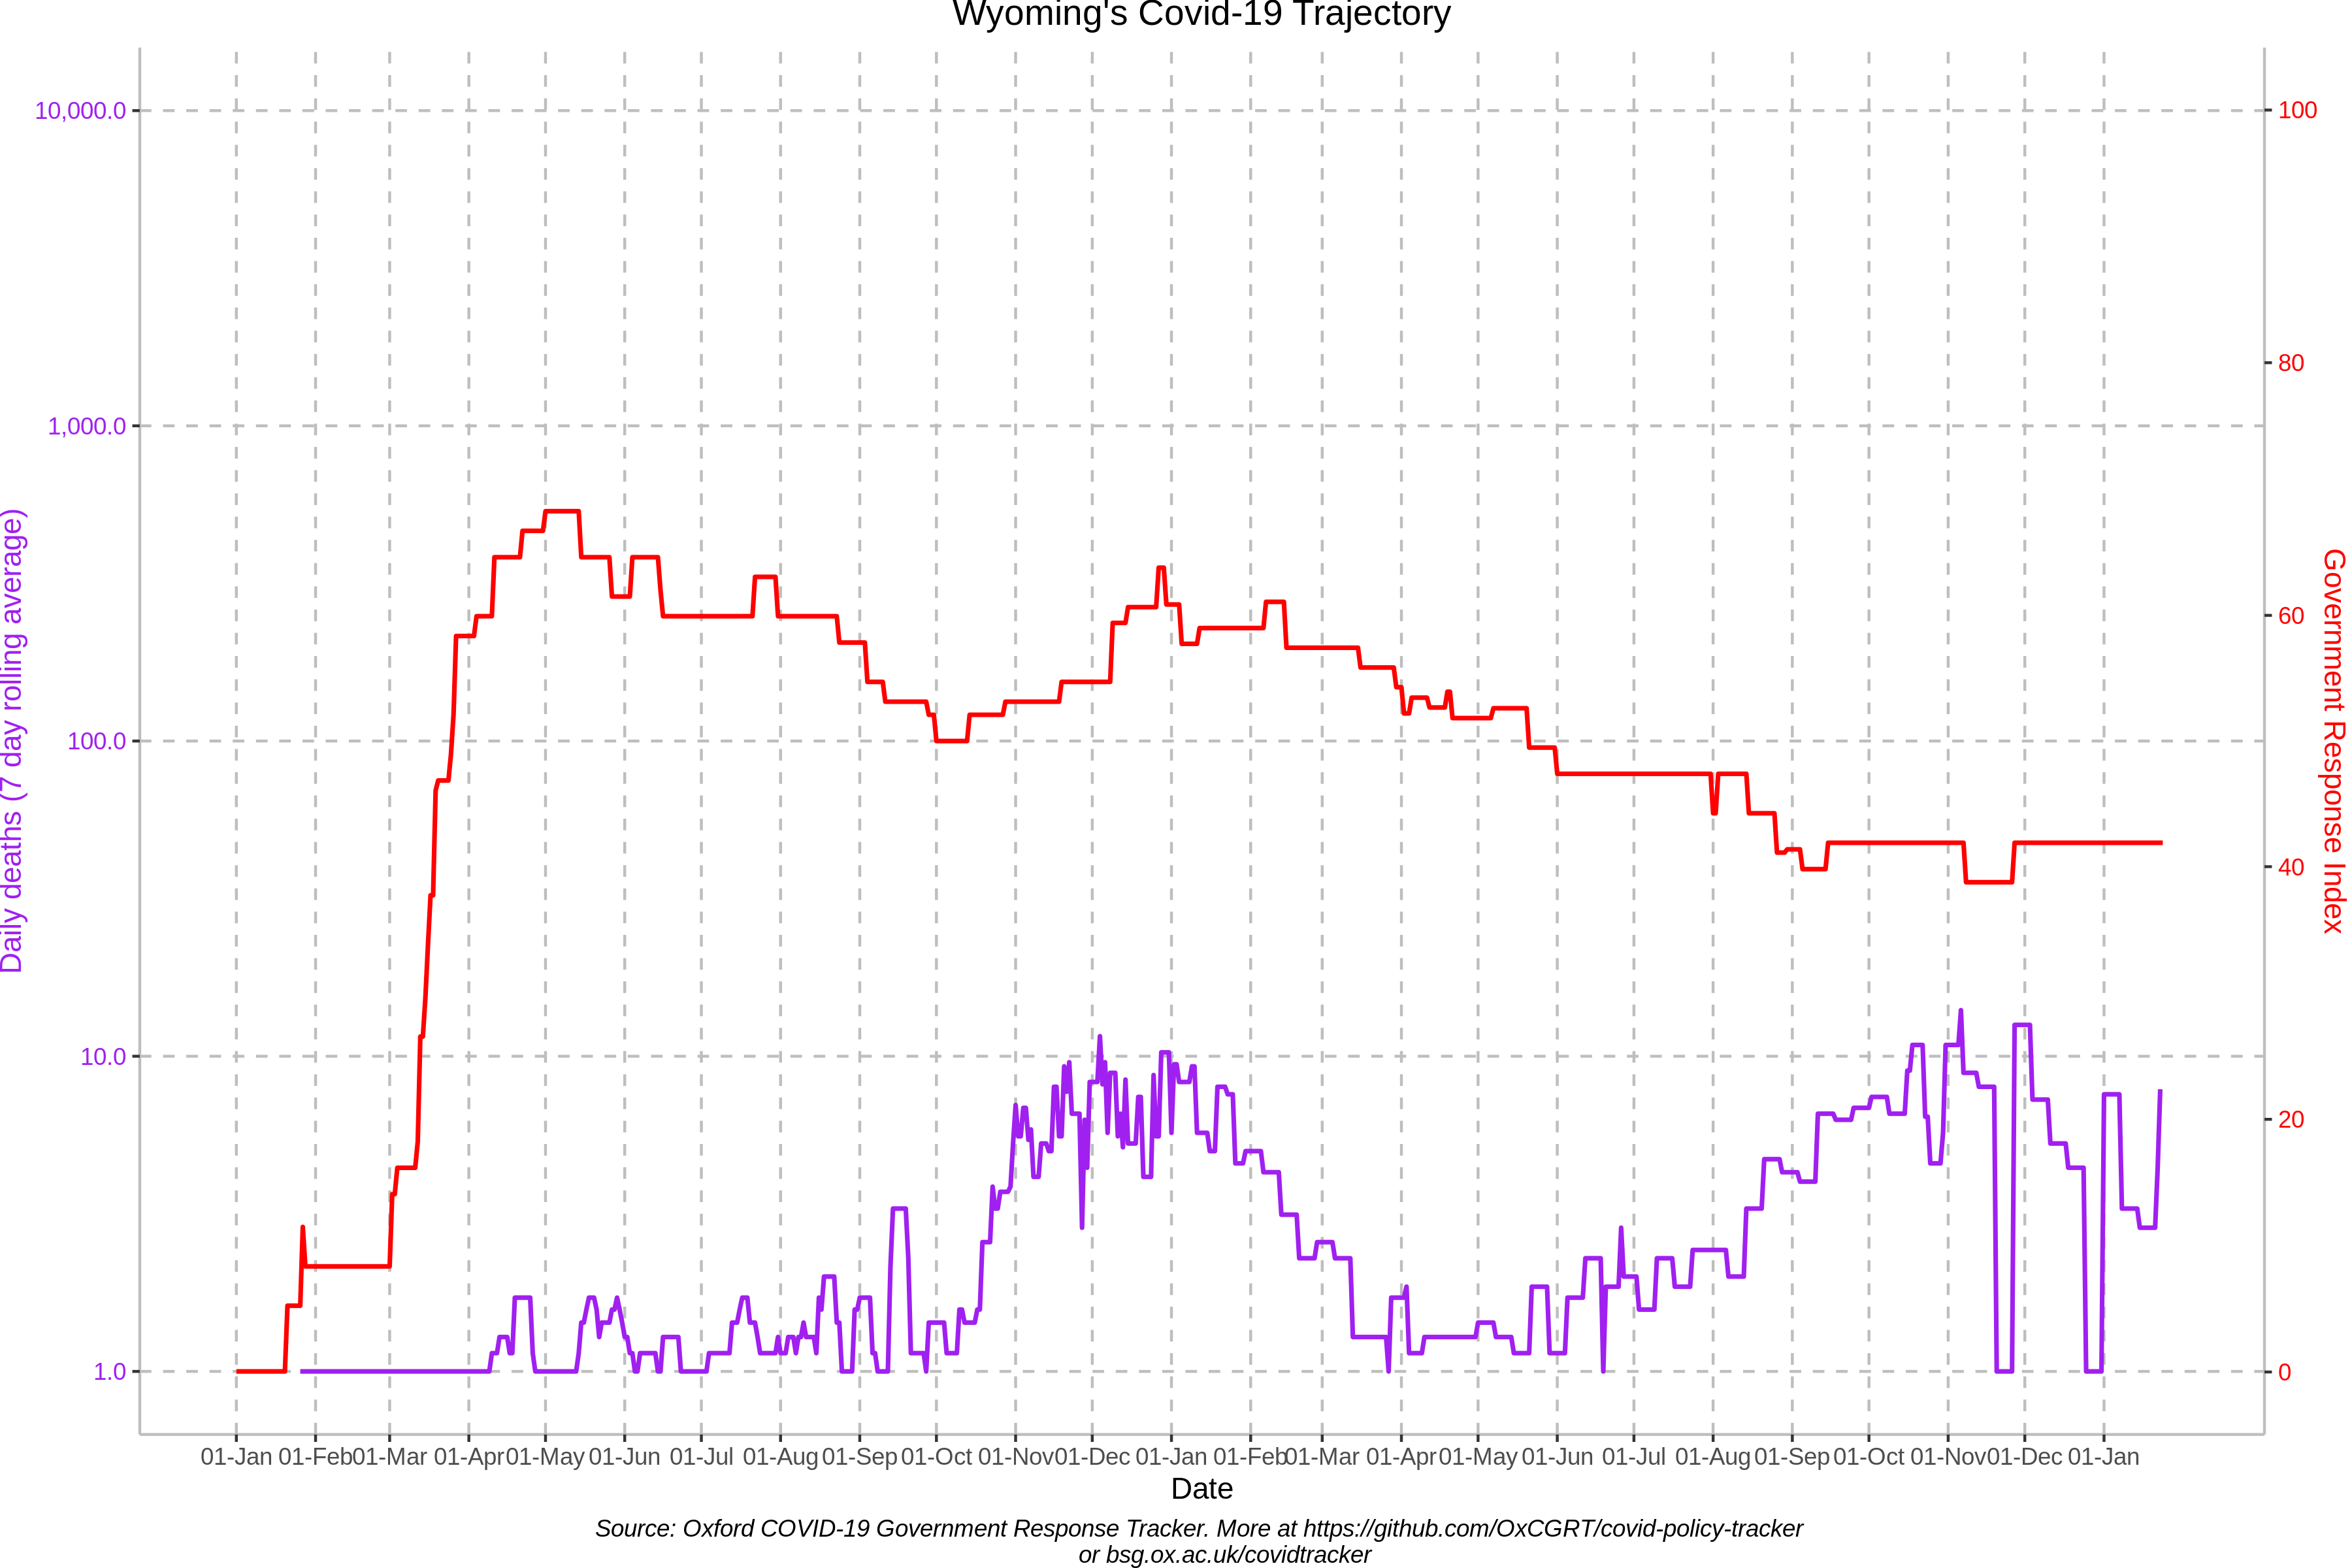 Wyoming's Covid-19 Trajectory
10,000.0
1,000.0
100.0
10.0
1.0
Daily deaths (7 day rolling average)
100
80
60
40
20
0
Government Response Index
01-Jan 01-Feb 01-Mar 01-Apr 01-May 01-Jun 01-Jul 01-Aug 01-Sep 01-Oct 01-Nov 01-Dec 01-Jan 01-Feb 01-Mar 01-Apr 01-May 01-Jun 01-Jul 01-Aug 01-Sep 01-Oct 01-Nov 01-Dec 01-Jan
Date
Source: Oxford COVID-19 Government Response Tracker. More at https://github.com/OxCGRT/covid-policy-tracker
or bsg.ox.ac.uk/covidtracker